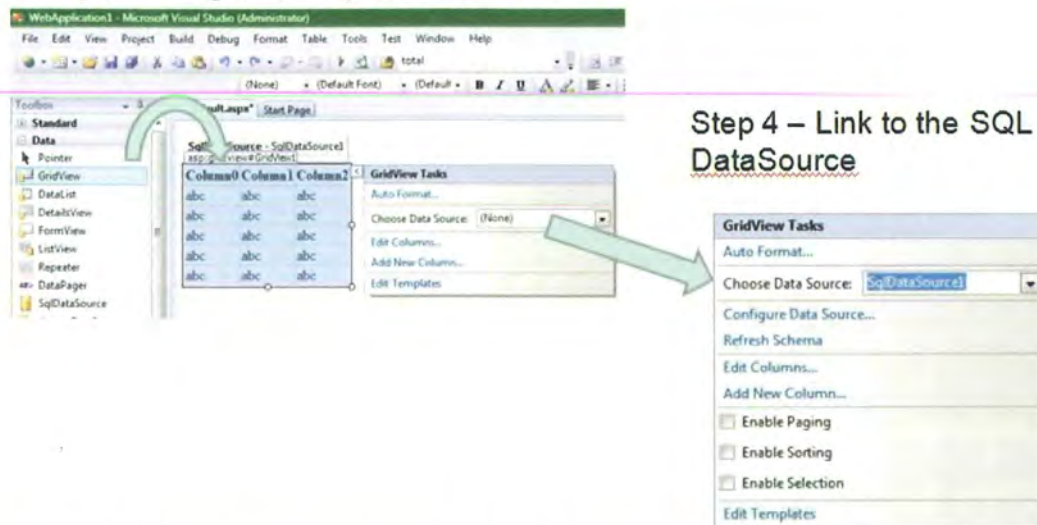 WebApplication1 - Microsoft Visual Studio (Administrator)
File Edit View Project Build Debug Format Table Tools Test Window Help
total
(None) (Default Font) (Default B I U A
Toolbox
ult.aspx* Start Page
Standard
Data
Pointer
GridView
DataList
DetailsView
FormView
ListView
Repeater
DataPager
SqlDataSource
Source - SqlDataSource1
Column0 Column1 Column2
abc abc abc
abc abc abc
abc abc abc
abc abc abc
abc abc abc
GridView Tasks
Auto Format...
Choose Data Source: (None)
Edit Columns...
Add New Column...
Edit Templates
Step 4 – Link to the SQL
DataSource
GridView Tasks
Auto Format...
Choose Data Source: SqlDataSource1
Configure Data Source...
Refresh Schema
Edit Columns...
Add New Column...
Enable Paging
Enable Sorting
Enable Selection
Edit Templates